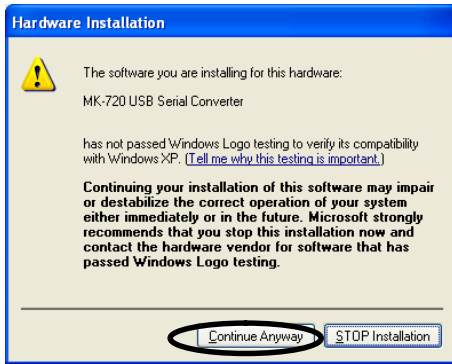 Hardware Installation
The software you are installing for this hardware:
MK-720 USB Serial Converter
has not passed Windows Logo testing to verify its compatibility
with Windows XP. (Tell me why this testing is important.)
Continuing your installation of this software may impair
or destabilize the correct operation of your system
either immediately or in the future. Microsoft strongly
recommends that you stop this installation now and
contact the hardware vendor for software that has
passed Windows Logo testing.
Continue Anyway STOP Installation